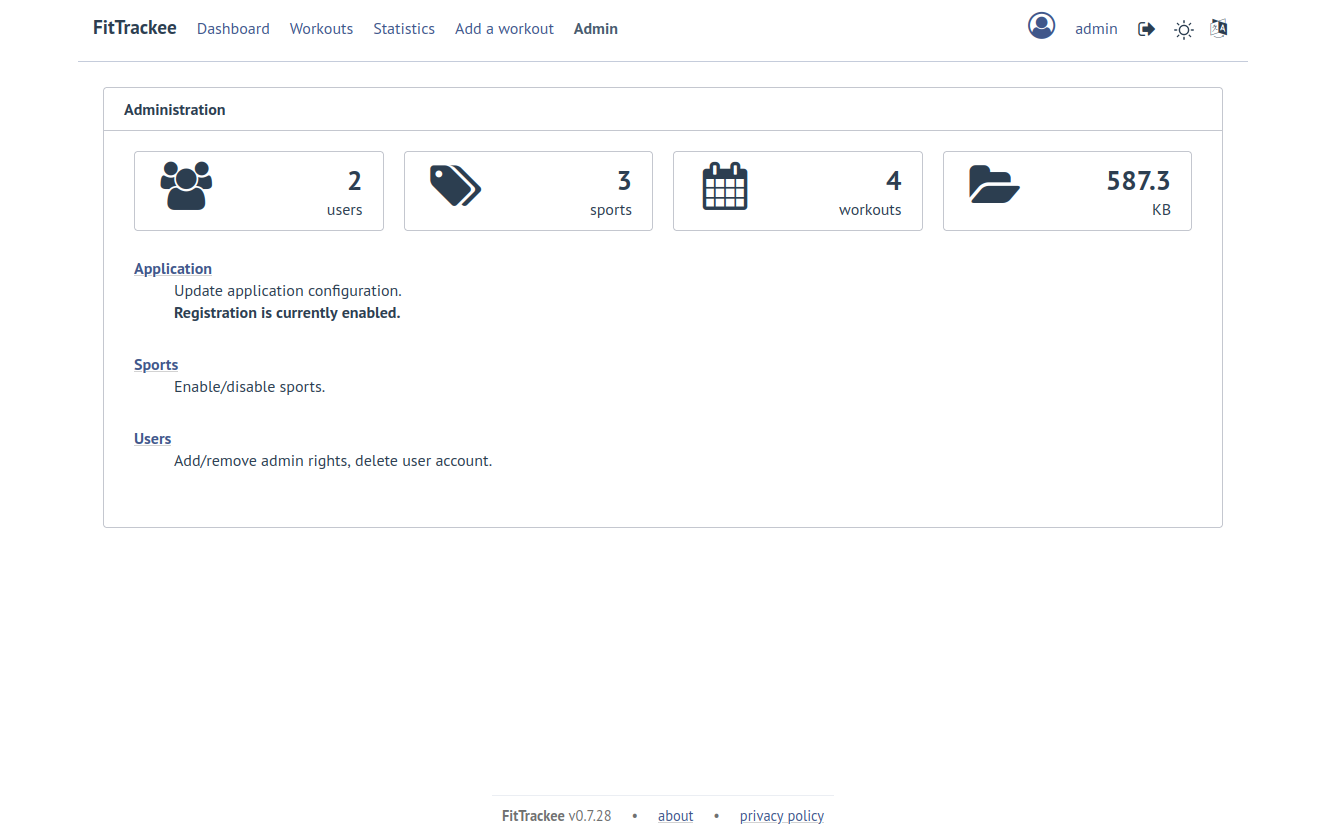 FitTrackee Dashboard Workouts Statistics Add a workout Admin admin
Administration
2
users
3
sports
4
workouts
587.3
KB
Application
Update application configuration.
Registration is currently enabled.
Sports
Enable/disable sports.
Users
Add/remove admin rights, delete user account.
FitTrackee v0.7.28 • about • privacy policy